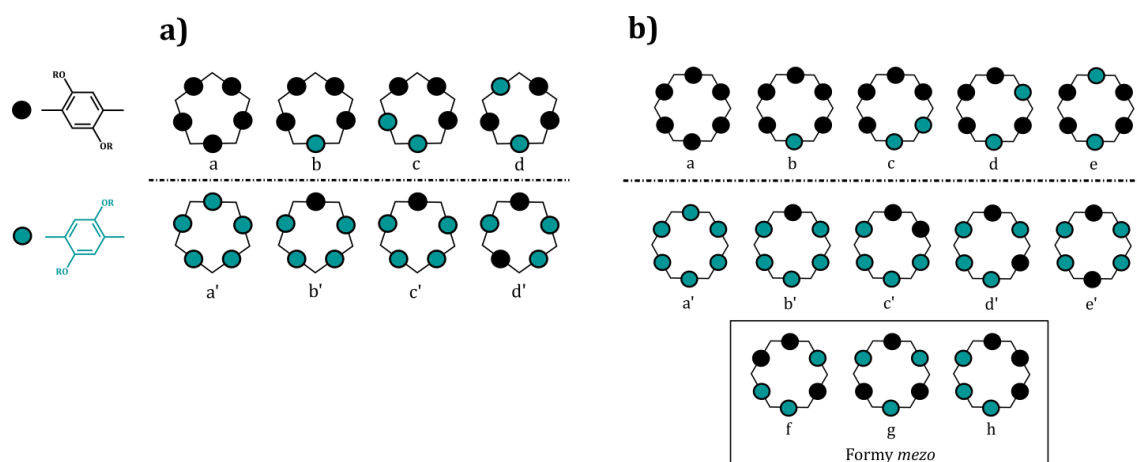 a)
b)
RO
OR
a b c d
a b c d e
OR
RO
a' b' c' d'
a' b' c' d' e'
f g h
Formy mezo